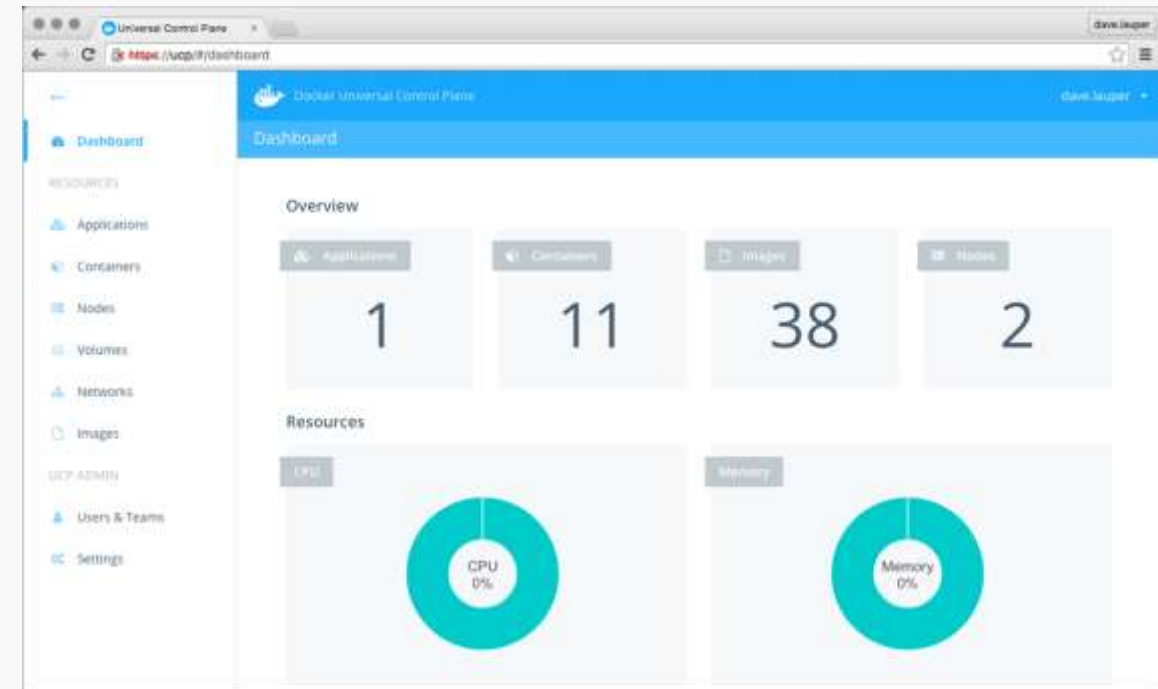 Universal Control Plane
dave.lauper
https://ucp/#/dashboard
Docker Universal Control Plane
dave.lauper
Dashboard
Dashboard
RESOURCES
Applications
Containers
Nodes
Volumes
Networks
Images
UCP ADMIN
Users & Teams
Settings
Overview
Applications
Containers
Images
Nodes
1
11
38
2
Resources
CPU
Memory
CPU
0%
Memory
0%